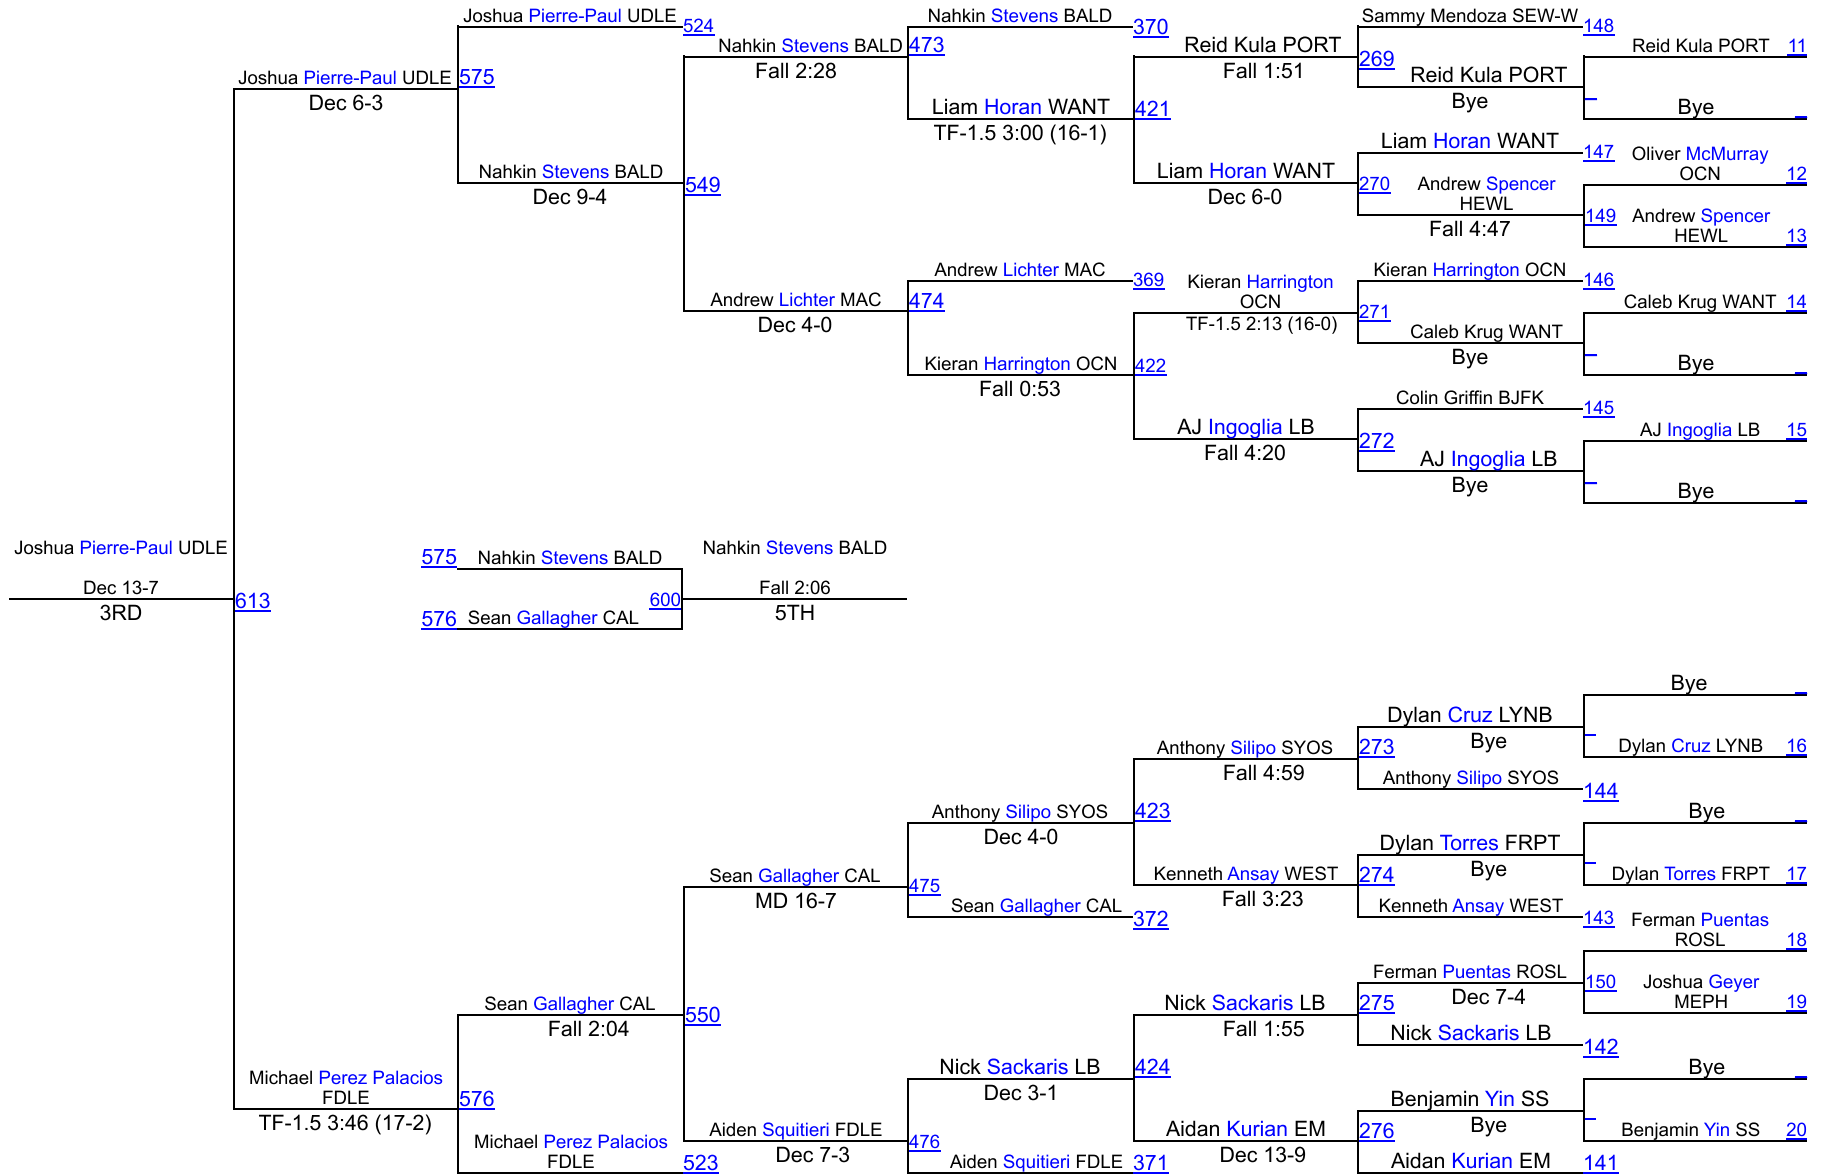 Joshua Pierre-Paul UDLE
524
Nahkin Stevens BALD
370
Sammy Mendoza SEW-W
148
Nahkin Stevens BALD
473
Fall 2:28
Reid Kula PORT
Fall 1:51
269
Reid Kula PORT
11
Joshua Pierre-Paul UDLE
575
Dec 6-3
Reid Kula PORT
Bye
Liam Horan WANT
421
TF-1.5 3:00 (16-1)
Bye
Liam Horan WANT
147
Oliver McMurray
OCN
12
Nahkin Stevens BALD
549
Dec 9-4
Liam Horan WANT
270
Dec 6-0
Andrew Spencer
HEWL
149
Fall 4:47
Andrew Spencer
HEWL
13
Andrew Lichter MAC
369
Kieran Harrington
OCN
TF-1.5 2:13 (16-0)
Kieran Harrington OCN
146
Caleb Krug WANT
14
Andrew Lichter MAC
474
Dec 4-0
271
Caleb Krug WANT
Bye
Bye
Kieran Harrington OCN
422
Fall 0:53
Colin Griffin BJFK
145
AJ Ingoglia LB
272
Fall 4:20
AJ Ingoglia LB
15
AJ Ingoglia LB
Bye
Bye
Joshua Pierre-Paul UDLE
Dec 13-7
3RD
613
575
Nahkin Stevens BALD
Nahkin Stevens BALD
600
Fall 2:06
5TH
576
Sean Gallagher CAL
Bye
Dylan Cruz LYNB
Bye
Dylan Cruz LYNB
16
Anthony Silipo SYOS
273
Fall 4:59
Anthony Silipo SYOS
144
Anthony Silipo SYOS
423
Dec 4-0
Bye
Dylan Torres FRPT
Bye
Dylan Torres FRPT
17
Sean Gallagher CAL
475
MD 16-7
Kenneth Ansay WEST
274
Fall 3:23
Kenneth Ansay WEST
143
Sean Gallagher CAL
372
Ferman Puentas
ROSL
18
Ferman Puentas ROSL
150
Dec 7-4
Joshua Geyer
MEPH
19
Sean Gallagher CAL
550
Fall 2:04
Nick Sackaris LB
275
Fall 1:55
Nick Sackaris LB
142
Nick Sackaris LB
424
Dec 3-1
Bye
Michael Perez Palacios
FDLE
576
TF-1.5 3:46 (17-2)
Benjamin Yin SS
Bye
Benjamin Yin SS
20
Michael Perez Palacios
FDLE
523
Aiden Squitieri FDLE
476
Dec 7-3
Aidan Kurian EM
276
Dec 13-9
Aiden Squitieri FDLE
371
Aidan Kurian EM
141